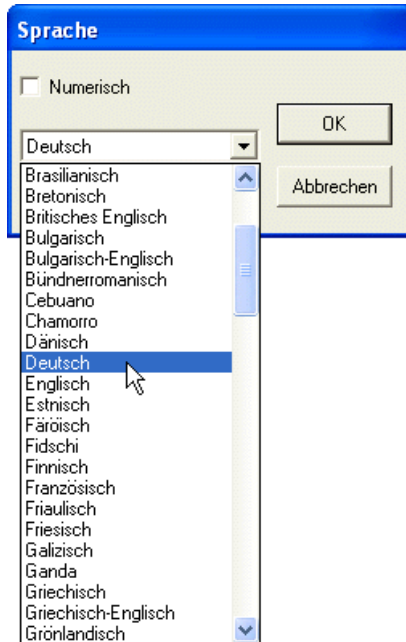 Sprache
Numerisch
OK
Deutsch
Abbrechen
Brasilianisch
Bretonisch
Britisches Englisch
Bulgarisch
Bulgarisch-Englisch
Bündnerromanisch
Cebuano
Chamorro
Dänisch
Deutsch
Englisch
Estnisch
Färöisch
Fidschi
Finnisch
Französisch
Friaulisch
Friesisch
Galizisch
Ganda
Griechisch
Griechisch-Englisch
Grönlandisch